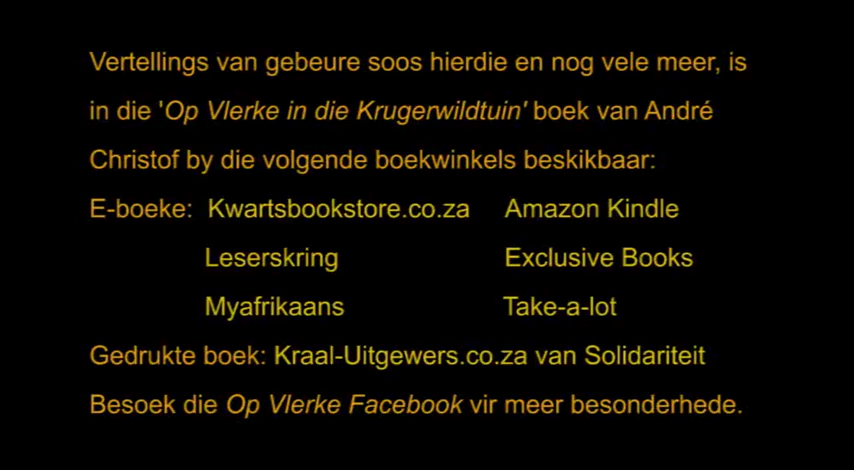 Vertellings van gebeure soos hierdie en nog vele meer, is
in die 'Op Vlerke in die Krugerwildtuin' boek van André
Christof by die volgende boekwinkels beskikbaar:
E-boeke: Kwartsbookstore.co.za Amazon Kindle
Leserskring Exclusive Books
Myafrikaans Take-a-lot
Gedrukte boek: Kraal-Uitgewers.co.za van Solidariteit
Besoek die Op Vlerke Facebook vir meer besonderhede.